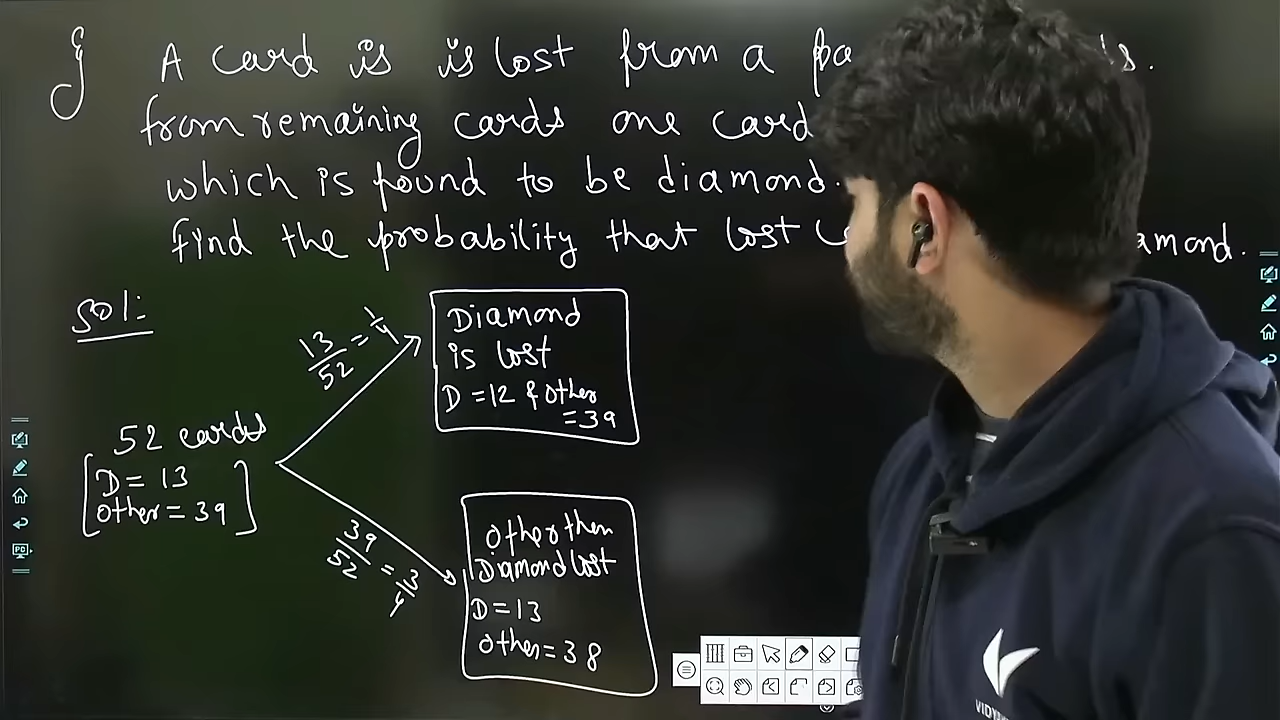 A card is is lost from a pa
from remaining cards one card
which is found to be diamond.
find the probability that lost amond.
Sol:
13/52 = 1/4
Diamond
is lost
D = 12 & other
= 39
52 cards
D = 13
other = 39
39/52 = 3/4
other then
Diamond lost
D = 13
other = 38